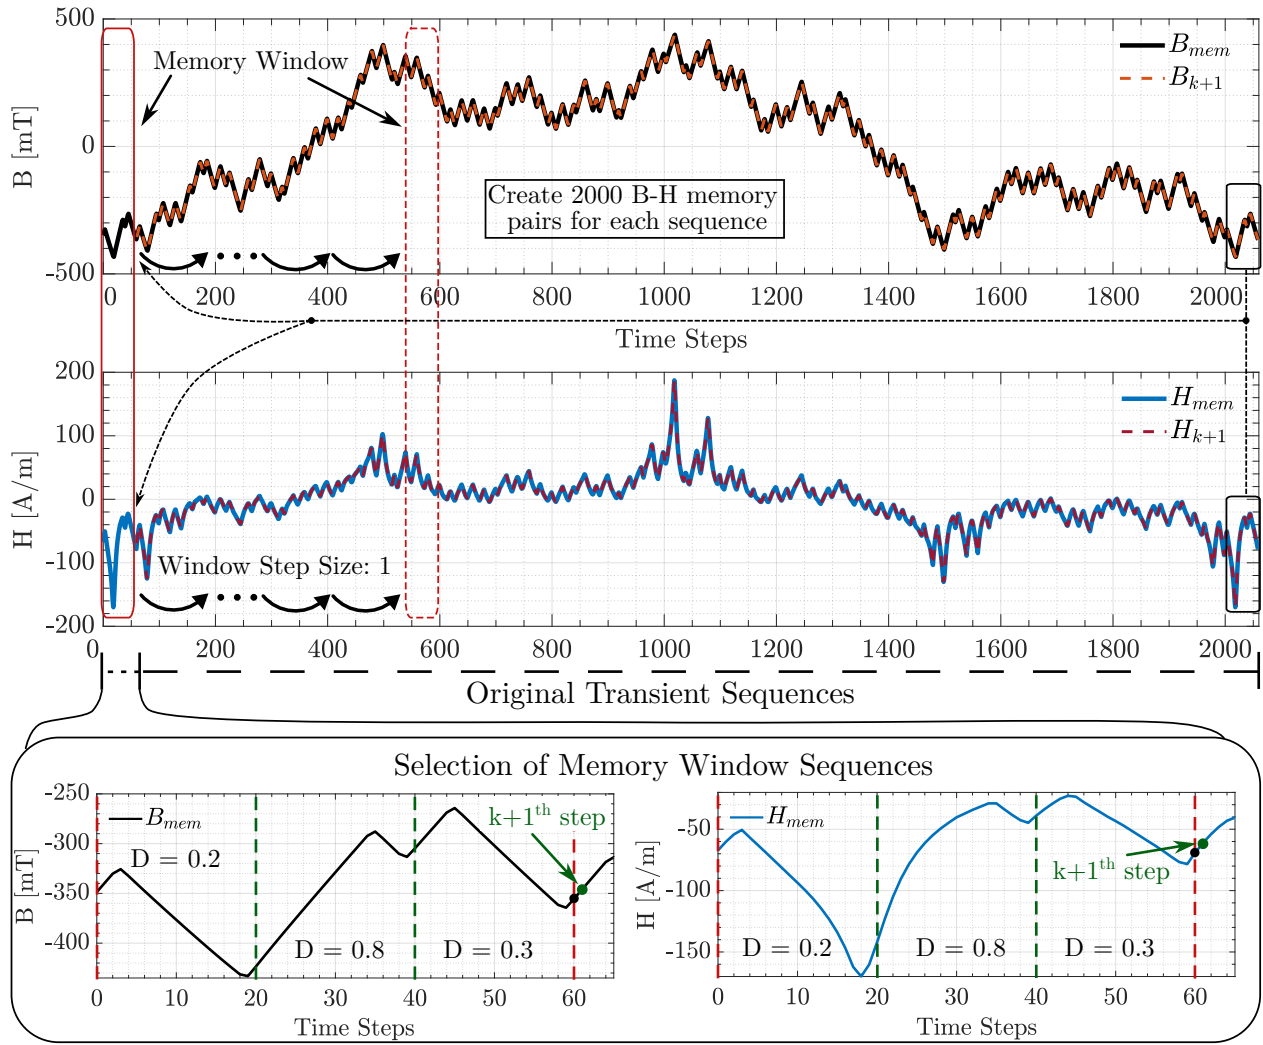 500
0
-500
B [mT]
Memory Window
B_mem
B_k+1
Create 2000 B-H memory
pairs for each sequence
0 200 400 600 800 1000 1200 1400 1600 1800 2000
Time Steps
200
100
0
-100
-200
H [A/m]
H_mem
H_k+1
Window Step Size: 1
0 200 400 600 800 1000 1200 1400 1600 1800 2000
Original Transient Sequences
Selection of Memory Window Sequences
-250
-300
-350
-400
B [mT]
B_mem
D = 0.2
k+1th step
D = 0.8
D = 0.3
0 10 20 30 40 50 60
Time Steps
-50
-100
-150
H [A/m]
H_mem
k+1th step
D = 0.2
D = 0.8
D = 0.3
0 10 20 30 40 50 60
Time Steps